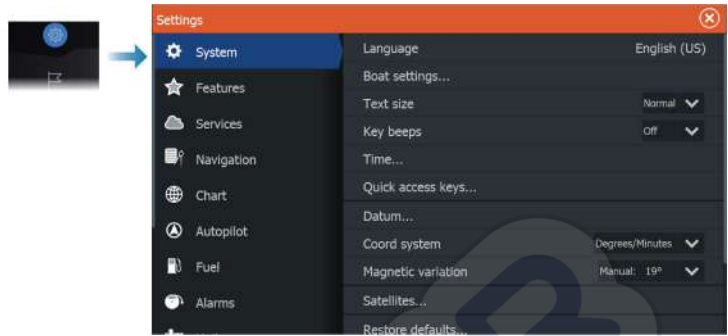 Settings
System
Features
Services
Navigation
Chart
Autopilot
Fuel
Alarms
Language English (US)
Boat settings...
Text size Normal
Key beeps Off
Time...
Quick access keys...
Datum...
Coord system Degrees/Minutes
Magnetic variation Manual: 19°
Satellites...
Restore defaults...